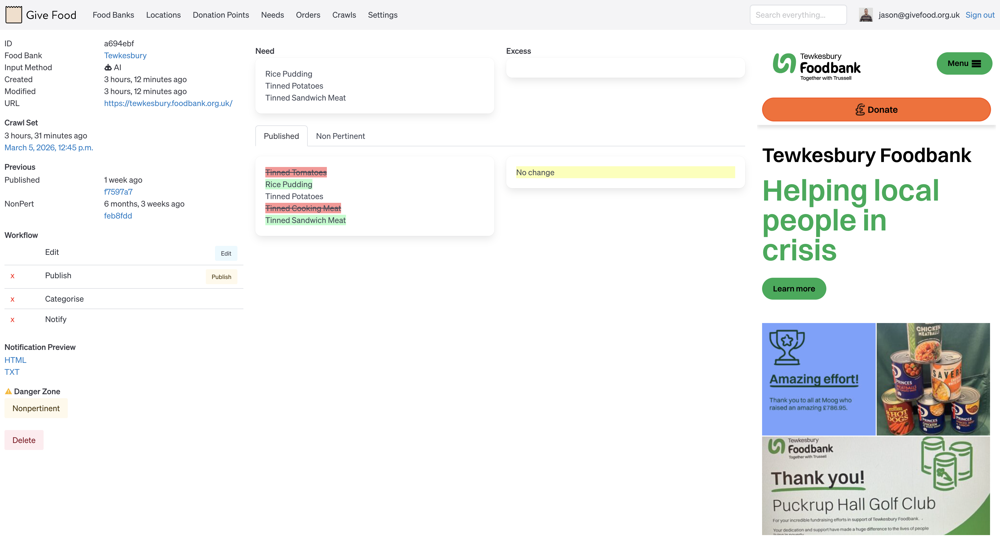 Give Food
Food Banks
Locations
Donation Points
Needs
Orders
Crawls
Settings
Search everything...
jason@givefood.org.uk
Sign out
ID
a694ebf
Food Bank
Tewkesbury
Input Method
AI
Created
3 hours, 12 minutes ago
Modified
3 hours, 12 minutes ago
URL
https://tewkesbury.foodbank.org.uk/
Crawl Set
3 hours, 31 minutes ago
March 5, 2026, 12:45 p.m.
Previous
Published
1 week ago
f7597a7
NonPert
6 months, 3 weeks ago
feb8fdd
Workflow
Edit
Edit
x
Publish
Publish
x
Categorise
x
Notify
Notification Preview
HTML
TXT
Danger Zone
Nonpertinent
Delete
Need
Rice Pudding
Tinned Potatoes
Tinned Sandwich Meat
Excess
Published
Non Pertinent
Tinned Tomatoes
Rice Pudding
Tinned Potatoes
Tinned Cooking Meat
Tinned Sandwich Meat
No change
Tewkesbury
Foodbank
Together with Trussell
Menu
£ Donate
Tewkesbury Foodbank
Helping local
people in
crisis
Learn more
Amazing effort!
Thank you to all at Moog who
raised an amazing £786.95.
CHICKEN
MEATBALLS
PRINCES
MEATBALLS
SAVERS
HOT
DOGS
PRINCES
CHICKEN
PRINCES
Tewkesbury
Foodbank
Together with Trussell
Thank you!
Puckrup Hall Golf Club
For your incredible fundraising efforts in support of Tewkesbury Foodbank.
Your dedication and support have made a huge difference to the lives of people
living in poverty